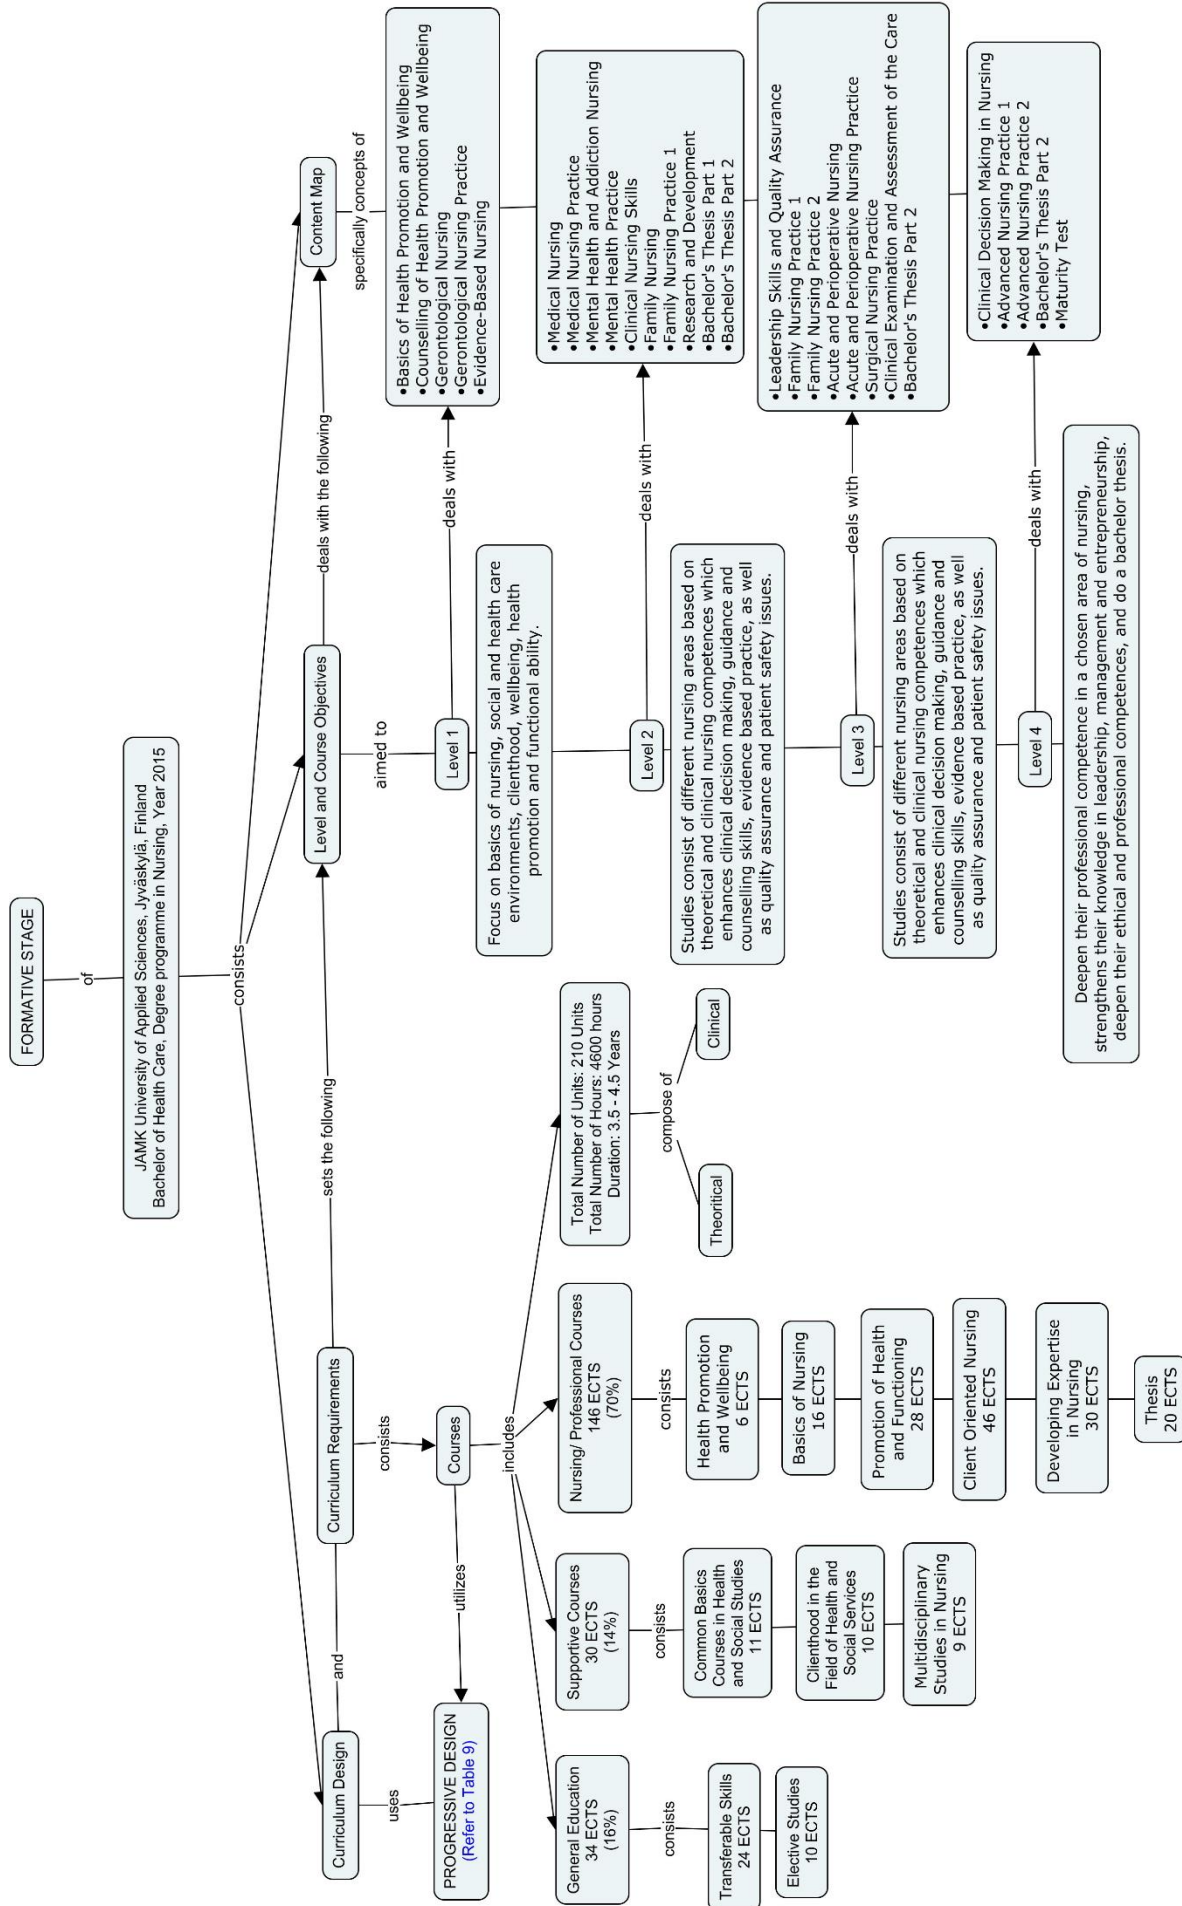 FORMATIVE STAGE
of
JAMK University of Applied Sciences, Jyväskylä, Finland
Bachelor of Health Care, Degree programme in Nursing, Year 2015
consists
Curriculum Design
and
Curriculum Requirements
sets the following
Level and Course Objectives
deals with the following
Content Map
uses
consists
aimed to
specifically concepts of
PROGRESSIVE DESIGN
(Refer to Table 9)
utilizes
Courses
includes
General Education
34 ECTS
(16%)
consists
Transferable Skills
24 ECTS
Elective Studies
10 ECTS
Supportive Courses
30 ECTS
(14%)
consists
Common Basics
Courses in Health
and Social Studies
11 ECTS
Clienthood in the
Field of Health and
Social Services
10 ECTS
Multidisciplinary
Studies in Nursing
9 ECTS
Nursing/ Professional Courses
146 ECTS
(70%)
consists
Health Promotion
and Wellbeing
6 ECTS
Basics of Nursing
16 ECTS
Promotion of Health
and Functioning
28 ECTS
Client Oriented Nursing
46 ECTS
Developing Expertise
in Nursing
30 ECTS
Thesis
20 ECTS
Total Number of Units: 210 Units
Total Number of Hours: 4600 hours
Duration: 3.5 - 4.5 Years
compose of
Theoritical
Clinical
Level 1
deals with
Focus on basics of nursing, social and health care
environments, clienthood, wellbeing, health
promotion and functional ability.
•Basics of Health Promotion and Wellbeing
•Counselling of Health Promotion and Wellbeing
•Gerontological Nursing
•Gerontological Nursing Practice
•Evidence-Based Nursing
Level 2
deals with
Studies consist of different nursing areas based on
theoretical and clinical nursing competences which
enhances clinical decision making, guidance and
counselling skills, evidence based practice, as well
as quality assurance and patient safety issues.
•Medical Nursing
•Medical Nursing Practice
•Mental Health and Addiction Nursing
•Mental Health Practice
•Clinical Nursing Skills
•Family Nursing
•Family Nursing Practice 1
•Research and Development
•Bachelor's Thesis Part 1
•Bachelor's Thesis Part 2
Level 3
deals with
Studies consist of different nursing areas based on
theoretical and clinical nursing competences which
enhances clinical decision making, guidance and
counselling skills, evidence based practice, as well
as quality assurance and patient safety issues.
•Leadership Skills and Quality Assurance
•Family Nursing Practice 1
•Family Nursing Practice 2
•Acute and Perioperative Nursing
•Acute and Perioperative Nursing Practice
•Surgical Nursing Practice
•Clinical Examination and Assessment of the Care
•Bachelor's Thesis Part 2
Level 4
deals with
Deepen their professional competence in a chosen area of nursing,
strengthens their knowledge in leadership, management and entrepreneurship,
deepen their ethical and professional competences, and do a bachelor thesis.
•Clinical Decision Making in Nursing
•Advanced Nursing Practice 1
•Advanced Nursing Practice 2
•Bachelor's Thesis Part 2
•Maturity Test